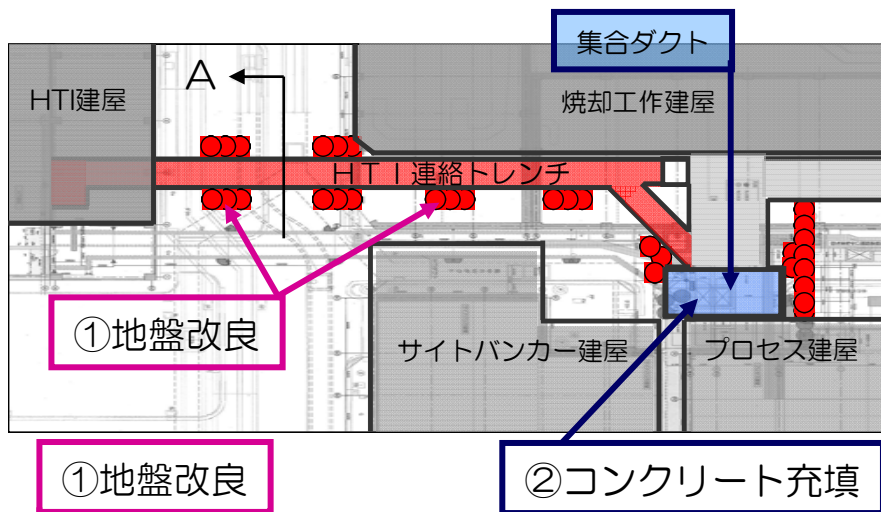 集合ダクト
A
HTI建屋
焼却工作建屋
HTI連絡トレンチ
①地盤改良
サイトバンカー建屋
プロセス建屋
①地盤改良
②コンクリート充填